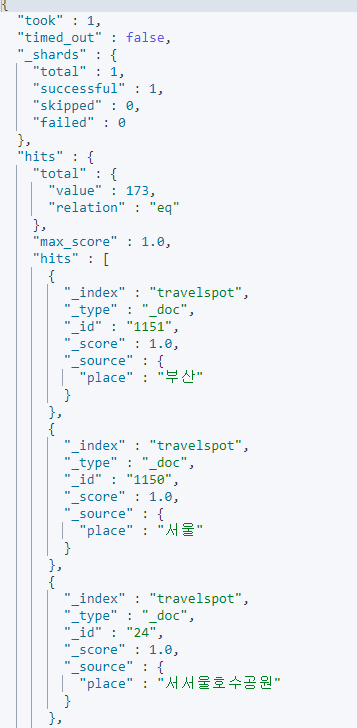 {
"took" : 1,
"timed_out" : false,
"_shards" : {
"total" : 1,
"successful" : 1,
"skipped" : 0,
"failed" : 0
},
"hits" : {
"total" : {
"value" : 173,
"relation" : "eq"
},
"max_score" : 1.0,
"hits" : [
{
"_index" : "travelspot",
"_type" : "_doc",
"_id" : "1151",
"_score" : 1.0,
"_source" : {
"place" : "부산"
}
},
{
"_index" : "travelspot",
"_type" : "_doc",
"_id" : "1150",
"_score" : 1.0,
"_source" : {
"place" : "서울"
}
},
{
"_index" : "travelspot",
"_type" : "_doc",
"_id" : "24",
"_score" : 1.0,
"_source" : {
"place" : "서서울호수공원"
}
},